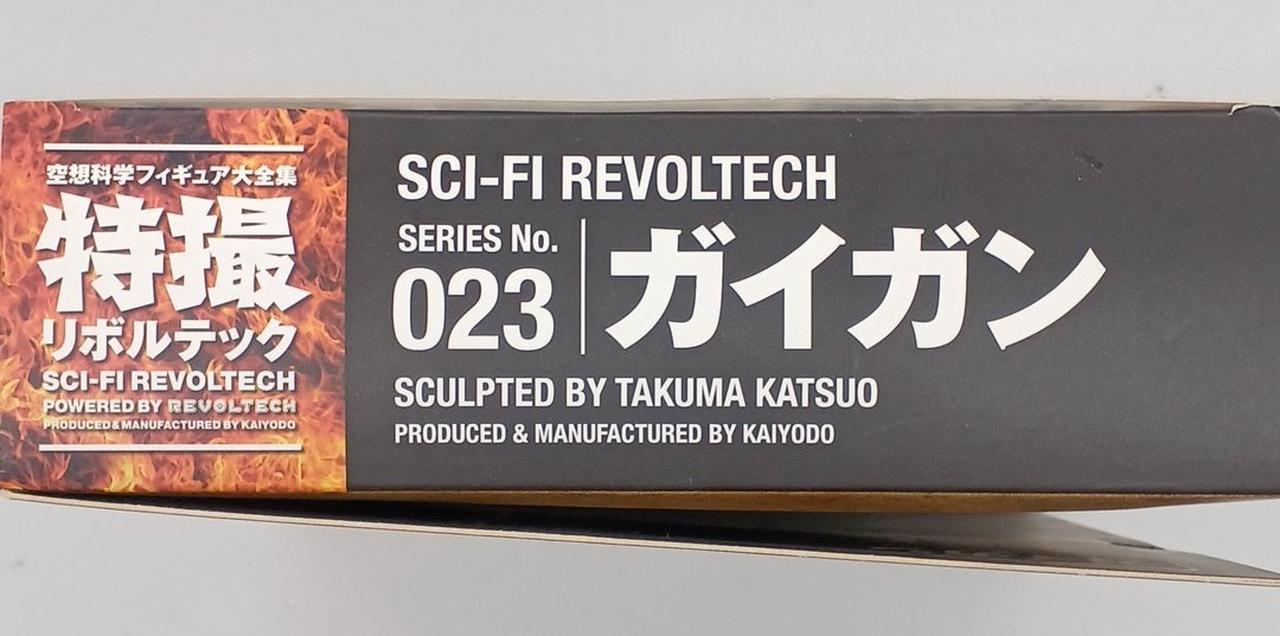 空想科学フィギュア大全集
特撮
リボルテック
SCI-FI REVOLTECH
POWERED BY REVOLTECH
PRODUCED & MANUFACTURED BY KAIYODO
SCI-FI REVOLTECH
SERIES No.
023
ガイガン
SCULPTED BY TAKUMA KATSUO
PRODUCED & MANUFACTURED BY KAIYODO